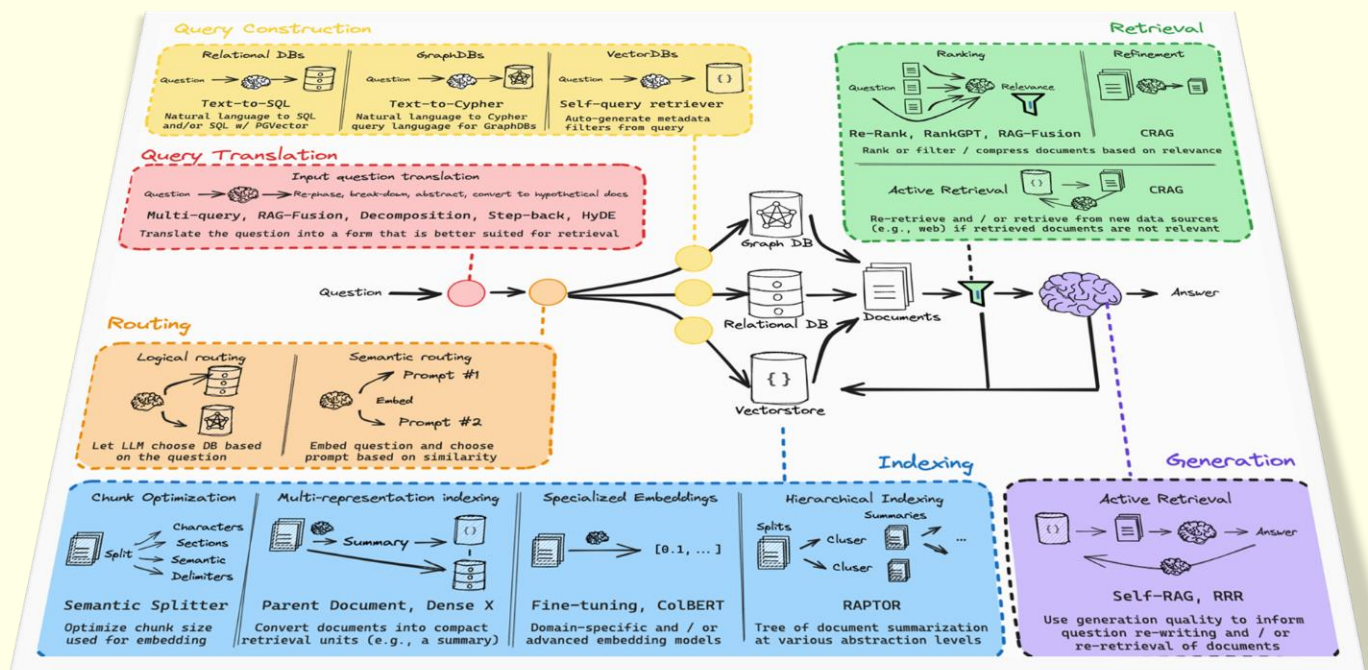 Query Construction
Relational DBs
Question
Text-to-SQL
Natural language to SQL
and/or SQL w/ PGVector
GraphDBs
Question
Text-to-Cypher
Natural language to Cypher
query langugage for GraphDBs
VectorDBs
Question
{ }
Self-query retriever
Auto-generate metadata
filters from query
Retrieval
Ranking
Question
Relevance
Re-Rank, RankGPT, RAG-Fusion
Refinement
CRAG
Rank or filter / compress documents based on relevance
Active Retrieval
{ }
CRAG
Re-retrieve and / or retrieve from new data sources
(e.g., web) if retrieved documents are not relevant
Query Translation
Input question translation
Question
Re-phase, break-down, abstract, convert to hypothetical docs
Multi-query, RAG-Fusion, Decomposition, Step-back, HyDE
Translate the question into a form that is better suited for retrieval
Question
Graph DB
Relational DB
{ }
Vectorstore
Documents
Answer
Routing
Logical routing
Let LLM choose DB based
on the question
Semantic routing
Prompt #1
Embed
Prompt #2
Embed question and choose
prompt based on similarity
Indexing
Chunk Optimization
Split
Characters
Sections
Semantic
Delimiters
Semantic Splitter
Optimize chunk size
used for embedding
Multi-representation indexing
Summary
{ }
Parent Document, Dense X
Convert documents into compact
retrieval units (e.g., a summary)
Specialized Embeddings
[0.1, ... ]
Fine-tuning, ColBERT
Domain-specific and / or
advanced embedding models
Hierarchical Indexing
Splits
Summaries
Cluser
...
Cluser
RAPTOR
Tree of document summarization
at various abstraction levels
Generation
Active Retrieval
{ }
Answer
Self-RAG, RRR
Use generation quality to inform
question re-writing and / or
re-retrieval of documents